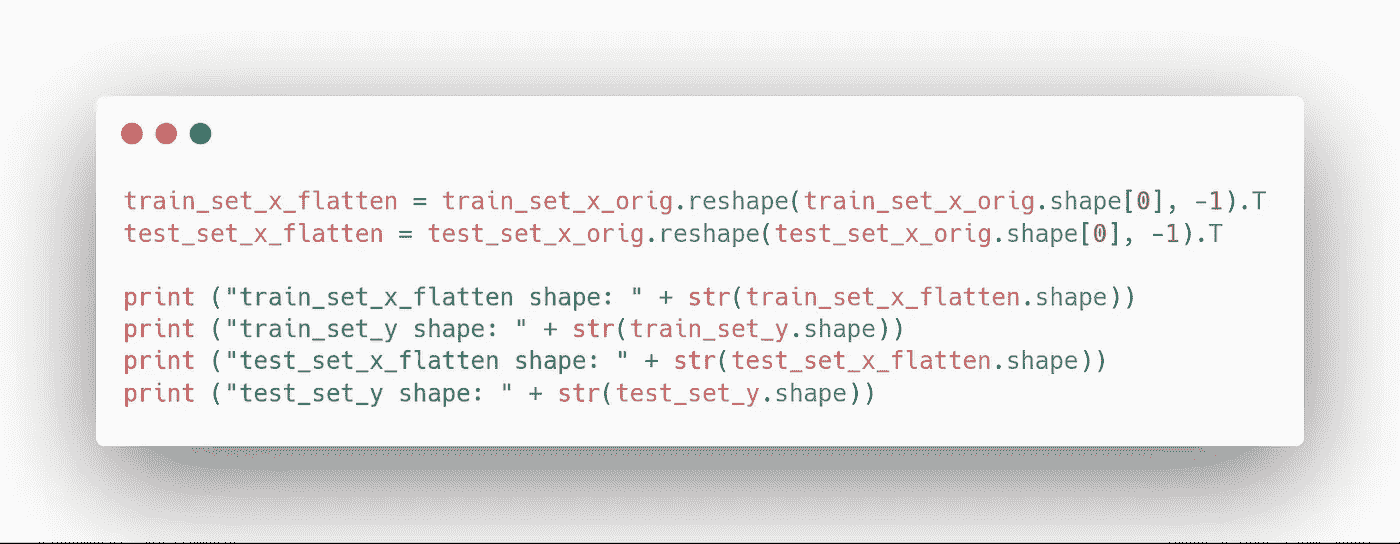 train_set_x_flatten = train_set_x_orig.reshape(train_set_x_orig.shape[0], -1).T
test_set_x_flatten = test_set_x_orig.reshape(test_set_x_orig.shape[0], -1).T
print ("train_set_x_flatten shape: " + str(train_set_x_flatten.shape))
print ("train_set_y shape: " + str(train_set_y.shape))
print ("test_set_x_flatten shape: " + str(test_set_x_flatten.shape))
print ("test_set_y shape: " + str(test_set_y.shape))